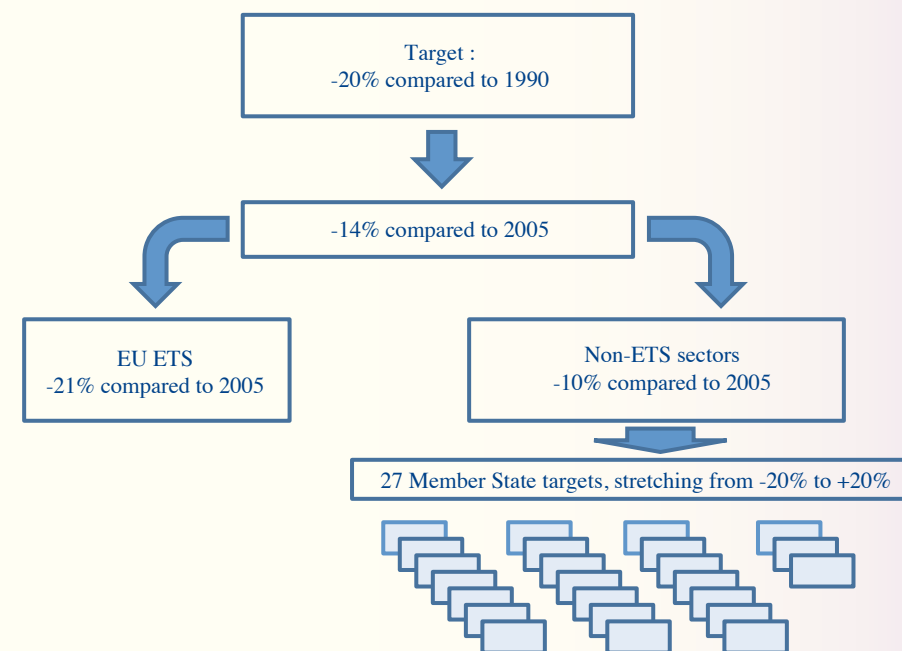 Target :
-20% compared to 1990
-14% compared to 2005
EU ETS
-21% compared to 2005
Non-ETS sectors
-10% compared to 2005
27 Member State targets, stretching from -20% to +20%